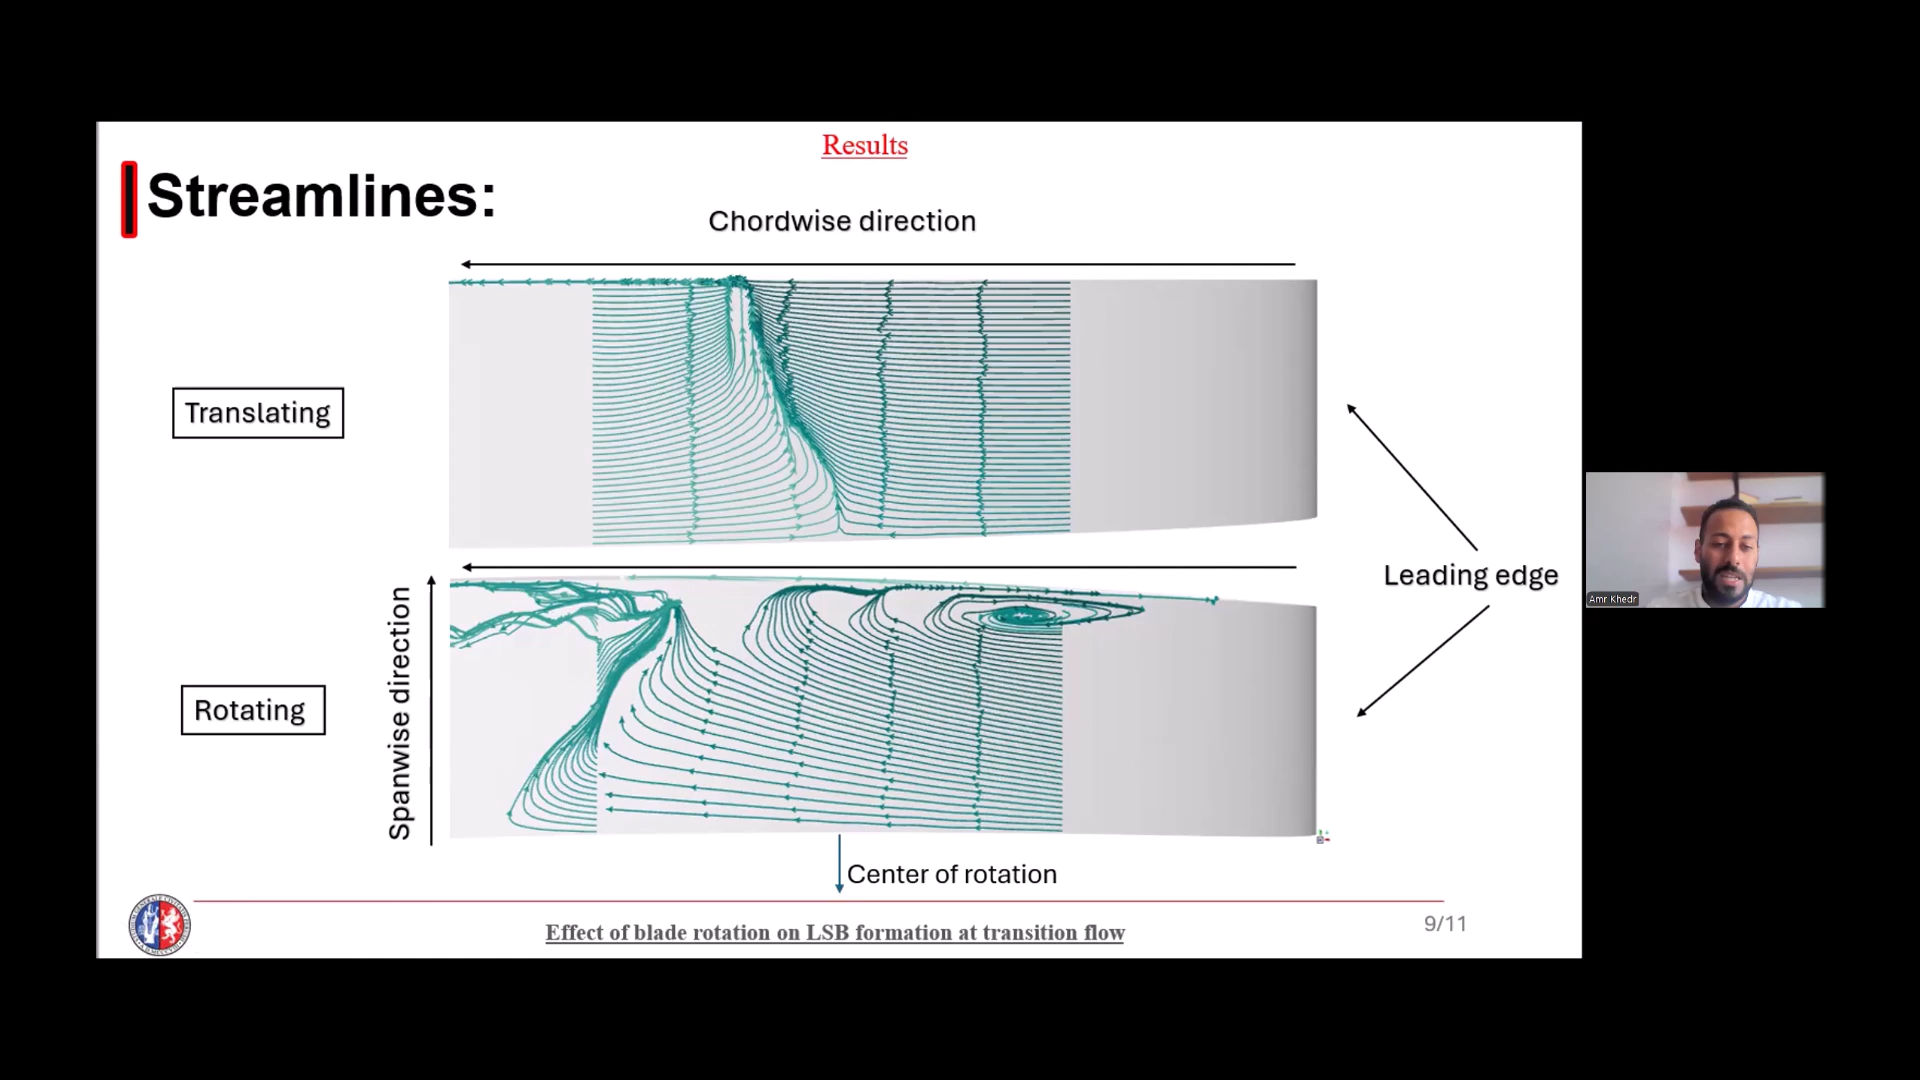 Results
Streamlines:
Chordwise direction
Translating
Leading edge
Amr Khedr
Rotating
Spanwise direction
Center of rotation
Effect of blade rotation on LSB formation at transition flow
9/11